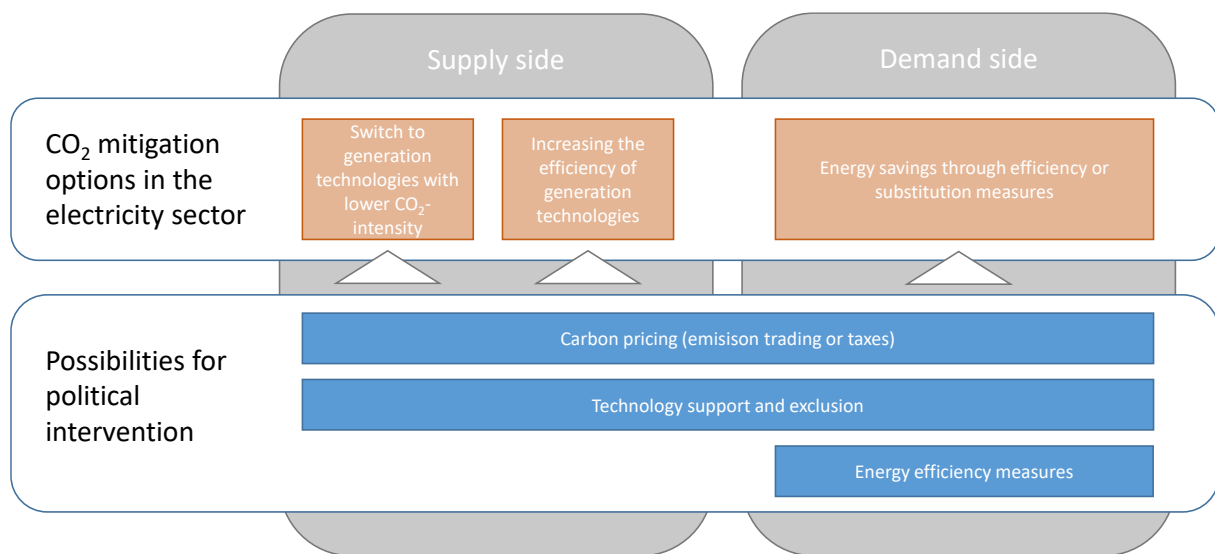 Supply side
Demand side
CO₂ mitigation
options in the
electricity sector
Switch to
generation
technologies with
lower CO₂-
intensity
Increasing the
efficiency of
generation
technologies
Energy savings through efficiency or
substitution measures
Possibilities for
political
intervention
Carbon pricing (emisison trading or taxes)
Technology support and exclusion
Energy efficiency measures